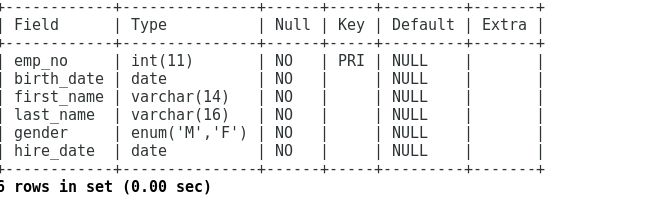 +------------+---------------+------+-----+---------+-------+
| Field      | Type          | Null | Key | Default | Extra |
+------------+---------------+------+-----+---------+-------+
| emp_no     | int(11)       | NO   | PRI | NULL    |       |
| birth_date | date          | NO   |     | NULL    |       |
| first_name | varchar(14)   | NO   |     | NULL    |       |
| last_name  | varchar(16)   | NO   |     | NULL    |       |
| gender     | enum('M','F') | NO   |     | NULL    |       |
| hire_date  | date          | NO   |     | NULL    |       |
+------------+---------------+------+-----+---------+-------+
6 rows in set (0.00 sec)